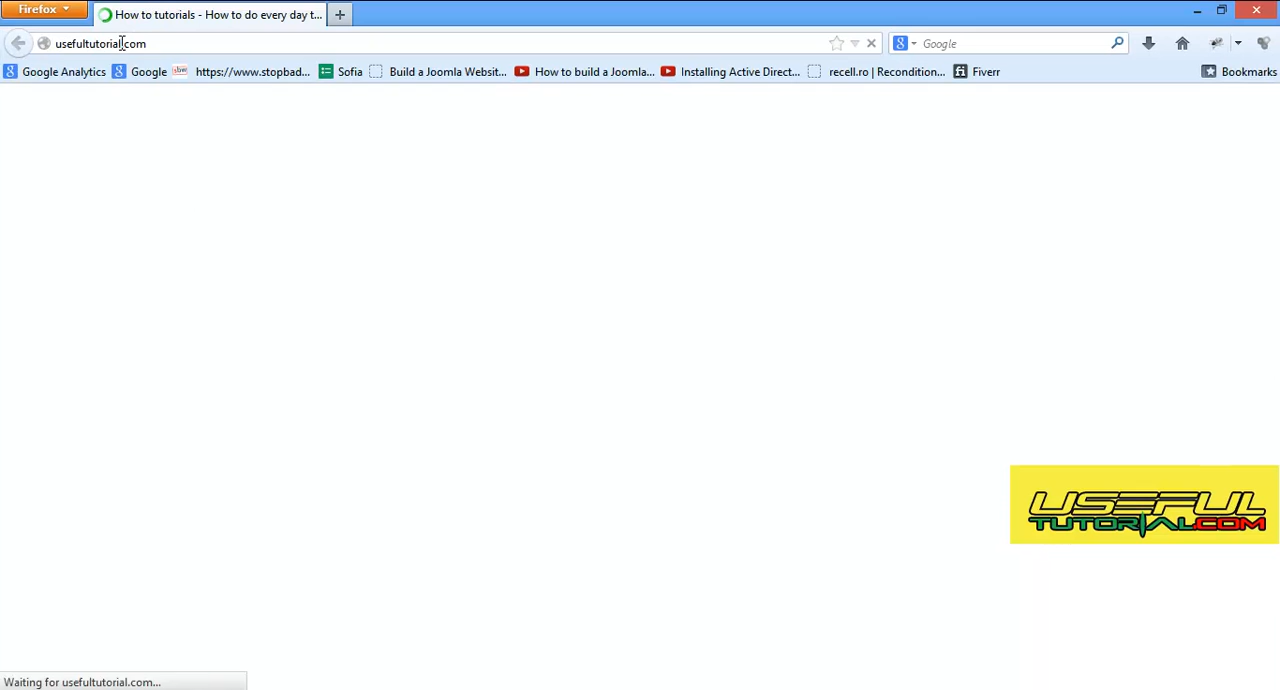 Firefox
How to tutorials - How to do every day t...
usefultutorial.com
Google
Google Analytics
Google
https://www.stopbad...
Sofia
Build a Joomla Websit...
How to build a Joomla...
Installing Active Direct...
recell.ro | Recondition...
Fiverr
Bookmarks
USEFUL
TUTORIAL.COM
Waiting for usefultutorial.com...